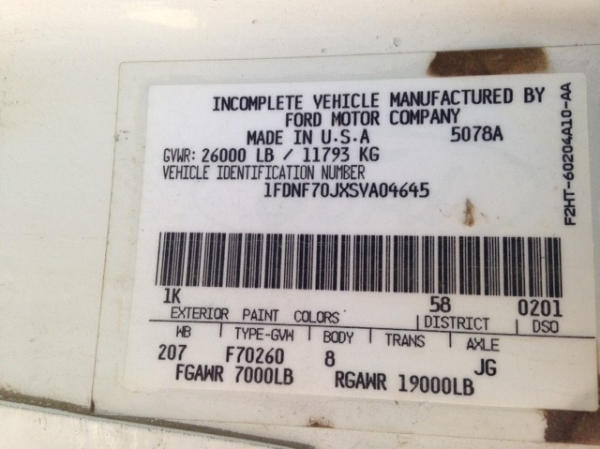 INCOMPLETE VEHICLE MANUFACTURED BY
FORD MOTOR COMPANY
MADE IN U.S.A 5078A
GVWR: 26000 LB / 11793 KG
VEHICLE IDENTIFICATION NUMBER
1FDNF70JXSVA04645
F2HT-60204A10-AA
1K 58 0201
EXTERIOR PAINT COLORS DISTRICT DSO
WB TYPE-GVW BODY TRANS AXLE
207 F70260 8 JG
FGAWR 7000LB RGAWR 19000LB